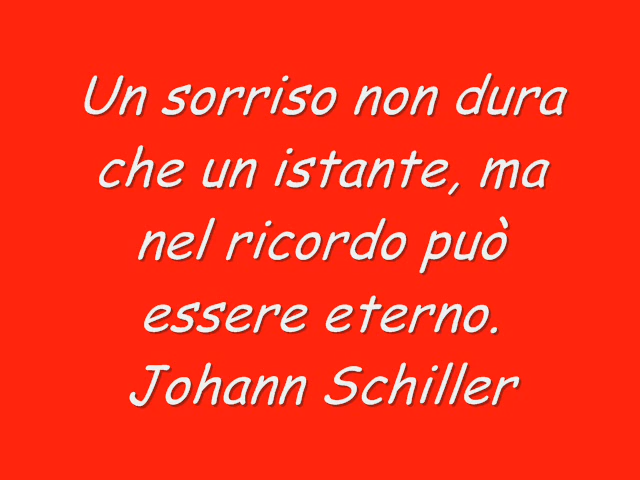 Un sorriso non dura
che un istante, ma
nel ricordo può
essere eterno.
Johann Schiller